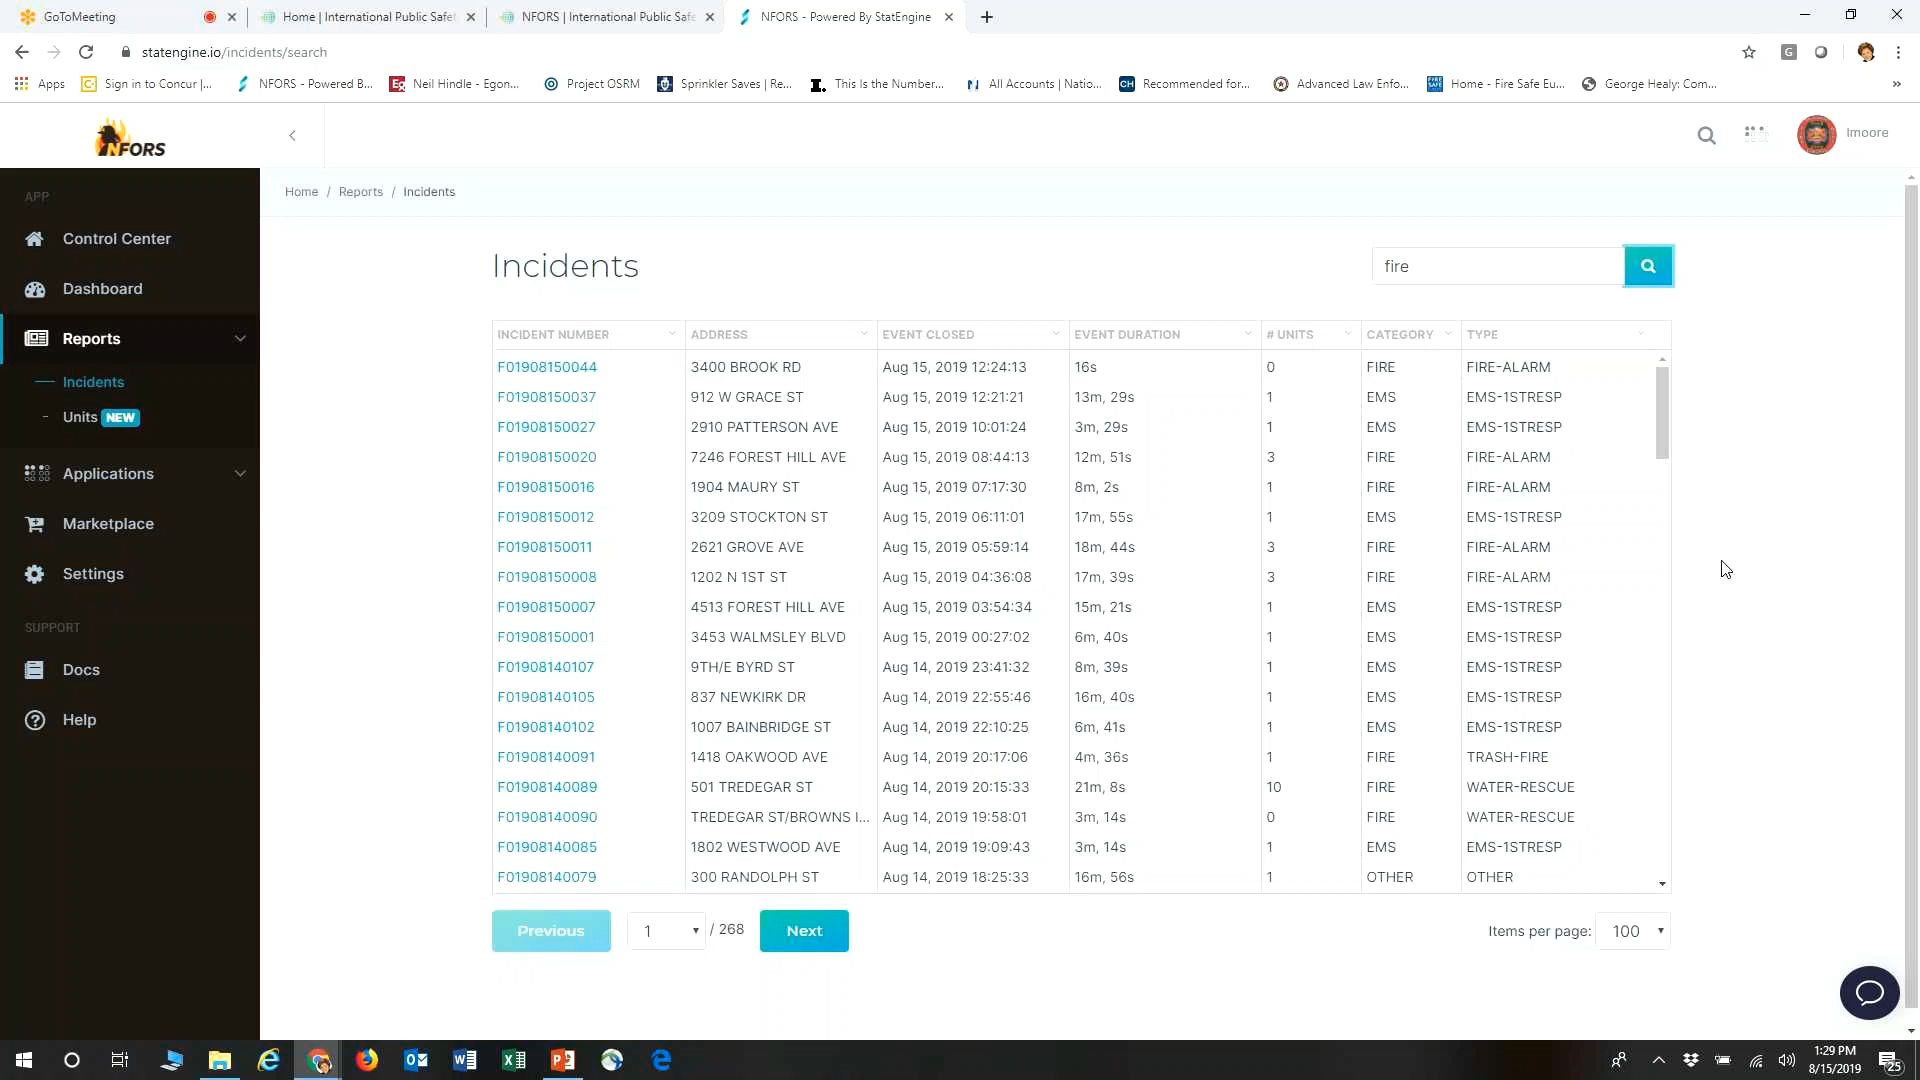 GoToMeeting
Home | International Public Safet
NFORS | International Public Safe
NFORS - Powered By StatEngine
statengine.io/incidents/search
Apps
Sign in to Concur |...
NFORS - Powered B...
Neil Hindle - Egon...
Project OSRM
Sprinkler Saves | Re...
This Is the Number...
All Accounts | Natio...
Recommended for...
Advanced Law Enfo...
Home - Fire Safe Eu...
George Healy: Com...
NFORS
lmoore
Home / Reports / Incidents
APP
Control Center
Dashboard
Reports
Incidents
Units NEW
Applications
Marketplace
Settings
SUPPORT
Docs
Help
Incidents
fire
INCIDENT NUMBER ADDRESS EVENT CLOSED EVENT DURATION # UNITS CATEGORY TYPE
F01908150044 3400 BROOK RD Aug 15, 2019 12:24:13 16s 0 FIRE FIRE-ALARM
F01908150037 912 W GRACE ST Aug 15, 2019 12:21:21 13m, 29s 1 EMS EMS-1STRESP
F01908150027 2910 PATTERSON AVE Aug 15, 2019 10:01:24 3m, 29s 1 EMS EMS-1STRESP
F01908150020 7246 FOREST HILL AVE Aug 15, 2019 08:44:13 12m, 51s 3 FIRE FIRE-ALARM
F01908150016 1904 MAURY ST Aug 15, 2019 07:17:30 8m, 2s 1 FIRE FIRE-ALARM
F01908150012 3209 STOCKTON ST Aug 15, 2019 06:11:01 17m, 55s 1 EMS EMS-1STRESP
F01908150011 2621 GROVE AVE Aug 15, 2019 05:59:14 18m, 44s 3 FIRE FIRE-ALARM
F01908150008 1202 N 1ST ST Aug 15, 2019 04:36:08 17m, 39s 3 FIRE FIRE-ALARM
F01908150007 4513 FOREST HILL AVE Aug 15, 2019 03:54:34 15m, 21s 1 EMS EMS-1STRESP
F01908150001 3453 WALMSLEY BLVD Aug 15, 2019 00:27:02 6m, 40s 1 EMS EMS-1STRESP
F01908140107 9TH/E BYRD ST Aug 14, 2019 23:41:32 8m, 39s 1 EMS EMS-1STRESP
F01908140105 837 NEWKIRK DR Aug 14, 2019 22:55:46 16m, 40s 1 EMS EMS-1STRESP
F01908140102 1007 BAINBRIDGE ST Aug 14, 2019 22:10:25 6m, 41s 1 EMS EMS-1STRESP
F01908140091 1418 OAKWOOD AVE Aug 14, 2019 20:17:06 4m, 36s 1 FIRE TRASH-FIRE
F01908140089 501 TREDEGAR ST Aug 14, 2019 20:15:33 21m, 8s 10 FIRE WATER-RESCUE
F01908140090 TREDEGAR ST/BROWNS I... Aug 14, 2019 19:58:01 3m, 14s 0 FIRE WATER-RESCUE
F01908140085 1802 WESTWOOD AVE Aug 14, 2019 19:09:43 3m, 14s 1 EMS EMS-1STRESP
F01908140079 300 RANDOLPH ST Aug 14, 2019 18:25:33 16m, 56s 1 OTHER OTHER
Previous 1 / 268 Next Items per page: 100
1:29 PM
8/15/2019
25